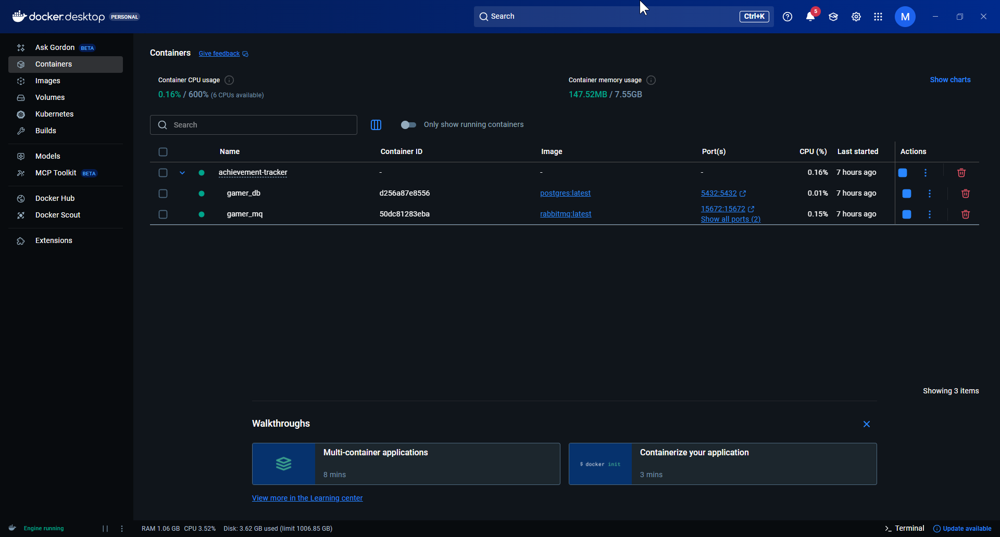 docker.desktop PERSONAL
Search Ctrl+K
5
M
Ask Gordon BETA
Containers
Images
Volumes
Kubernetes
Builds
Models
MCP Toolkit BETA
Docker Hub
Docker Scout
Extensions
Containers Give feedback
Container CPU usage
0.16% / 600% (6 CPUs available)
Container memory usage
147.52MB / 7.55GB
Show charts
Search
Only show running containers
Name Container ID Image Port(s) CPU (%) Last started Actions
achievement-tracker - - - 0.16% 7 hours ago
gamer_db d256a87e8556 postgres:latest 5432:5432 0.01% 7 hours ago
gamer_mq 50dc81283eba rabbitmq:latest 15672:15672 0.15% 7 hours ago
Show all ports (2)
Showing 3 items
Walkthroughs
Multi-container applications
8 mins
$ docker init
Containerize your application
3 mins
View more in the Learning center
Engine running
RAM 1.06 GB CPU 3.52% Disk: 3.62 GB used (limit 1006.85 GB)
Terminal
Update available